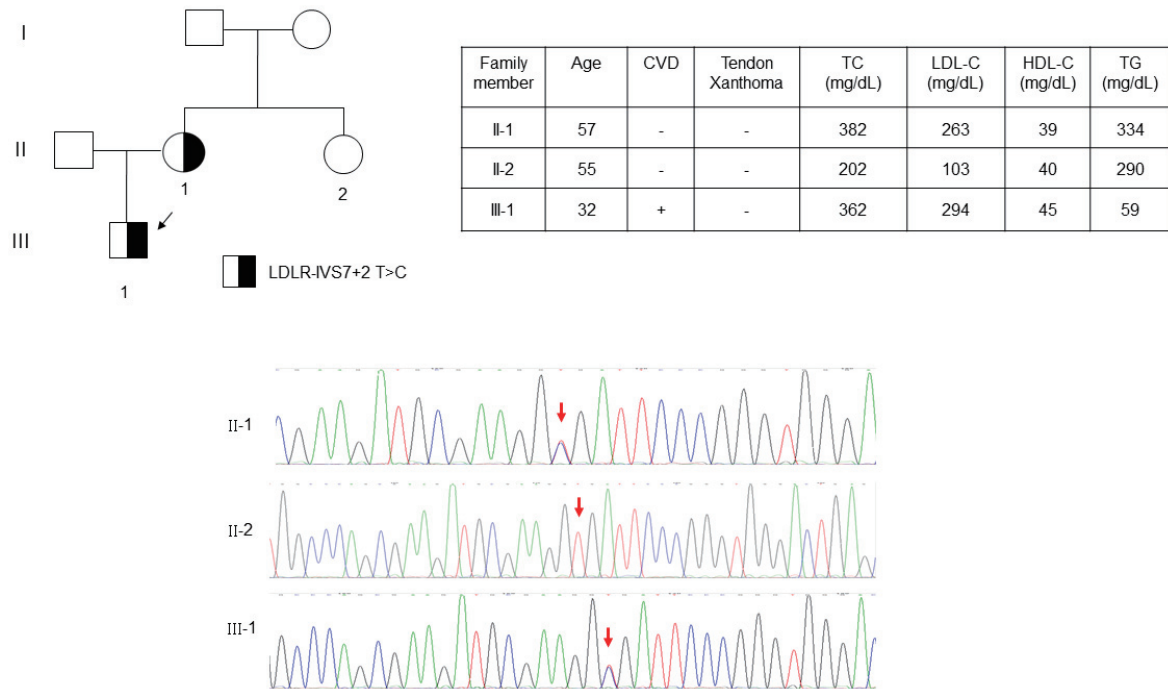 I
II
III
1
2
1
LDLR-IVS7+2 T>C
Family member Age CVD Tendon Xanthoma TC (mg/dL) LDL-C (mg/dL) HDL-C (mg/dL) TG (mg/dL)
II-1 57 - - 382 263 39 334
II-2 55 - - 202 103 40 290
III-1 32 + - 362 294 45 59
II-1
II-2
III-1